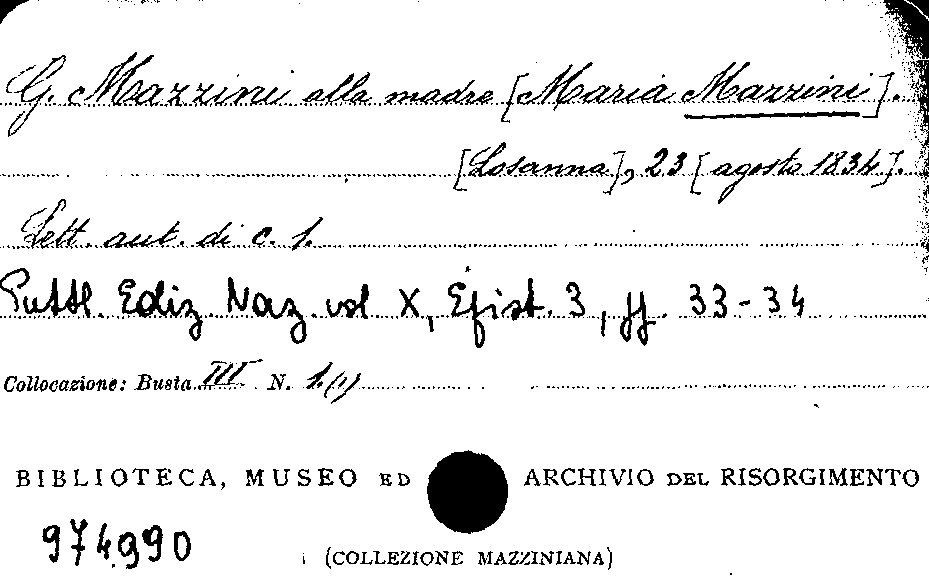 G. Mazzini alla madre [Maria Mazzini].
[Losanna], 23 [agosto 1834].
Lett. aut. di c. 1.
Pubbl. Ediz. Naz. vol X, Epist. 3, pp. 33-34
Collocazione: Busta III N. 1.(1)
BIBLIOTECA, MUSEO ED ARCHIVIO DEL RISORGIMENTO
974990
(COLLEZIONE MAZZINIANA)